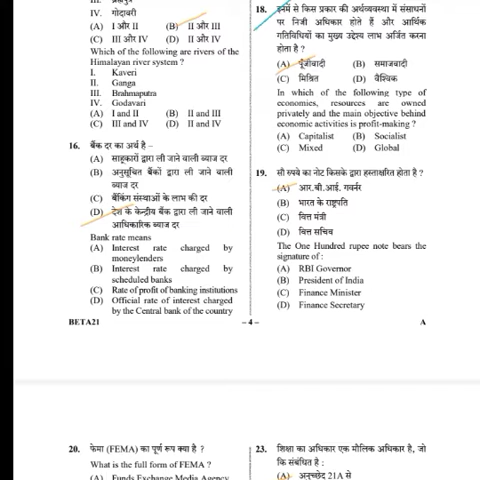 III. ब्रह्मपुत्र
IV. गोदावरी
(A) I और II (B) II और III
(C) III और IV (D) II और IV
Which of the following are rivers of the
Himalayan river system ?
I. Kaveri
II. Ganga
III. Brahmaputra
IV. Godavari
(A) I and II (B) II and III
(C) III and IV (D) II and IV
16. बैंक दर का अर्थ है –
(A) साहूकारों द्वारा ली जाने वाली ब्याज दर
(B) अनुसूचित बैंकों द्वारा ली जाने वाली
ब्याज दर
(C) बैंकिंग संस्थाओं के लाभ की दर
(D) देश के केन्द्रीय बैंक द्वारा ली जाने वाली
आधिकारिक ब्याज दर
Bank rate means
(A) Interest rate charged by
moneylenders
(B) Interest rate charged by
scheduled banks
(C) Rate of profit of banking institutions
(D) Official rate of interest charged
by the Central bank of the country
18. इनमें से किस प्रकार की अर्थव्यवस्था में संसाधनों
पर निजी अधिकार होते हैं और आर्थिक
गतिविधियों का मुख्य उद्देश्य लाभ अर्जित करना
होता है ?
(A) पूँजीवादी (B) समाजवादी
(C) मिश्रित (D) वैश्विक
In which of the following type of
economies, resources are owned
privately and the main objective behind
economic activities is profit-making ?
(A) Capitalist (B) Socialist
(C) Mixed (D) Global
19. सौ रुपये का नोट किसके द्वारा हस्ताक्षरित होता है ?
(A) आर.बी.आई. गवर्नर
(B) भारत के राष्ट्रपति
(C) वित्त मंत्री
(D) वित्त सचिव
The One Hundred rupee note bears the
signature of :
(A) RBI Governor
(B) President of India
(C) Finance Minister
(D) Finance Secretary
BETA21 – 4 – A
20. फेमा (FEMA) का पूर्ण रूप क्या है ?
What is the full form of FEMA ?
(A) Funds Exchange Media Agency
23. शिक्षा का अधिकार एक मौलिक अधिकार है, जो
कि संबंधित है :
(A) अनुच्छेद 21A से